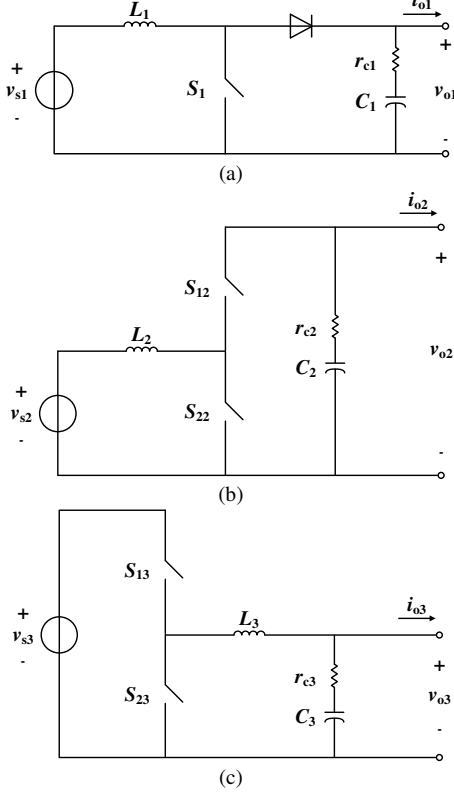 L1
io1
+
vs1
-
S1
rc1
C1
+
vo1
-
(a)
io2
S12
+
L2
rc2
C2
vo2
+
vs2
-
S22
-
(b)
S13
+
vs3
-
L3
io3
S23
rc3
C3
+
vo3
-
(c)